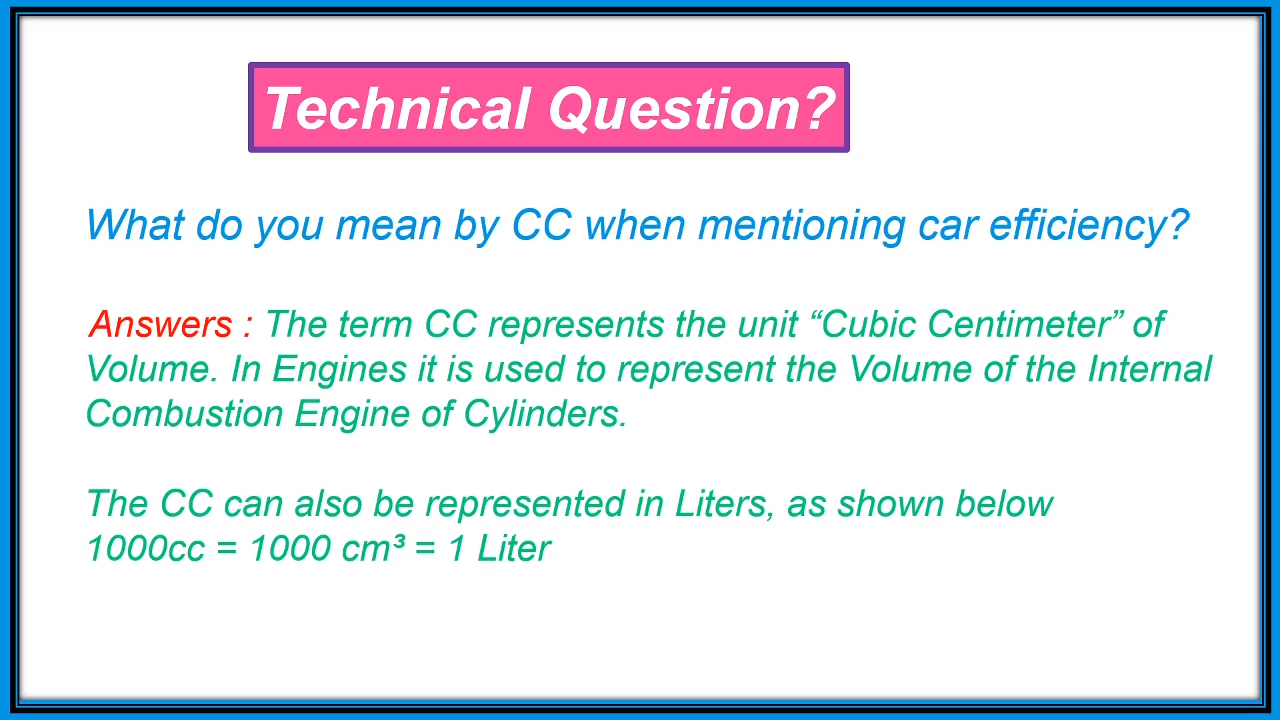 Technical Question?
What do you mean by CC when mentioning car efficiency?
Answers : The term CC represents the unit “Cubic Centimeter” of
Volume. In Engines it is used to represent the Volume of the Internal
Combustion Engine of Cylinders.
The CC can also be represented in Liters, as shown below
1000cc = 1000 cm³ = 1 Liter